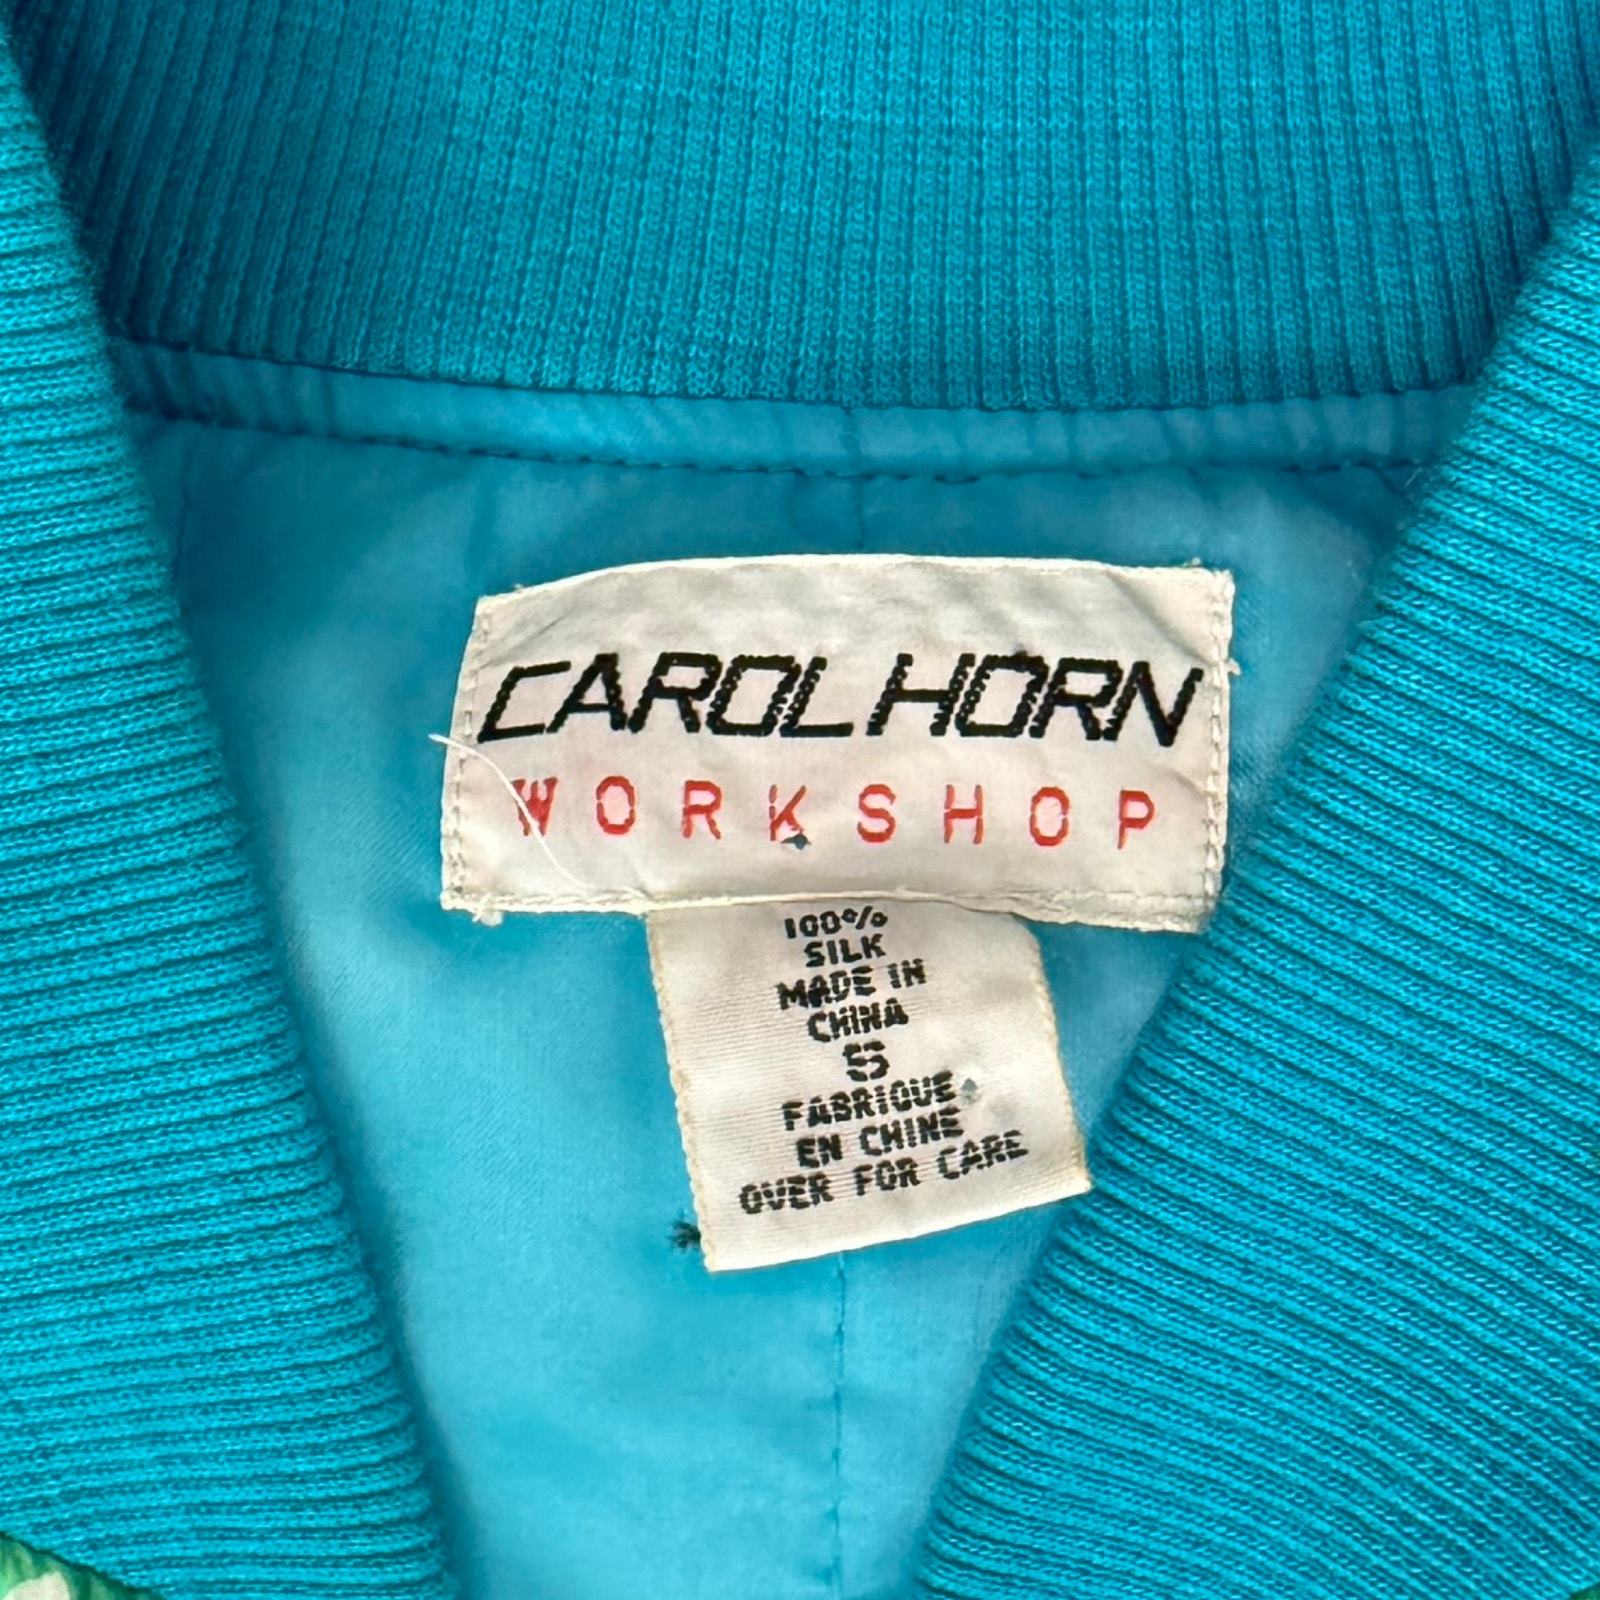 CAROL HORN
WORKSHOP
100%
SILK
MADE IN
CHINA
S
FABRIQUE
EN CHINE
OVER FOR CARE